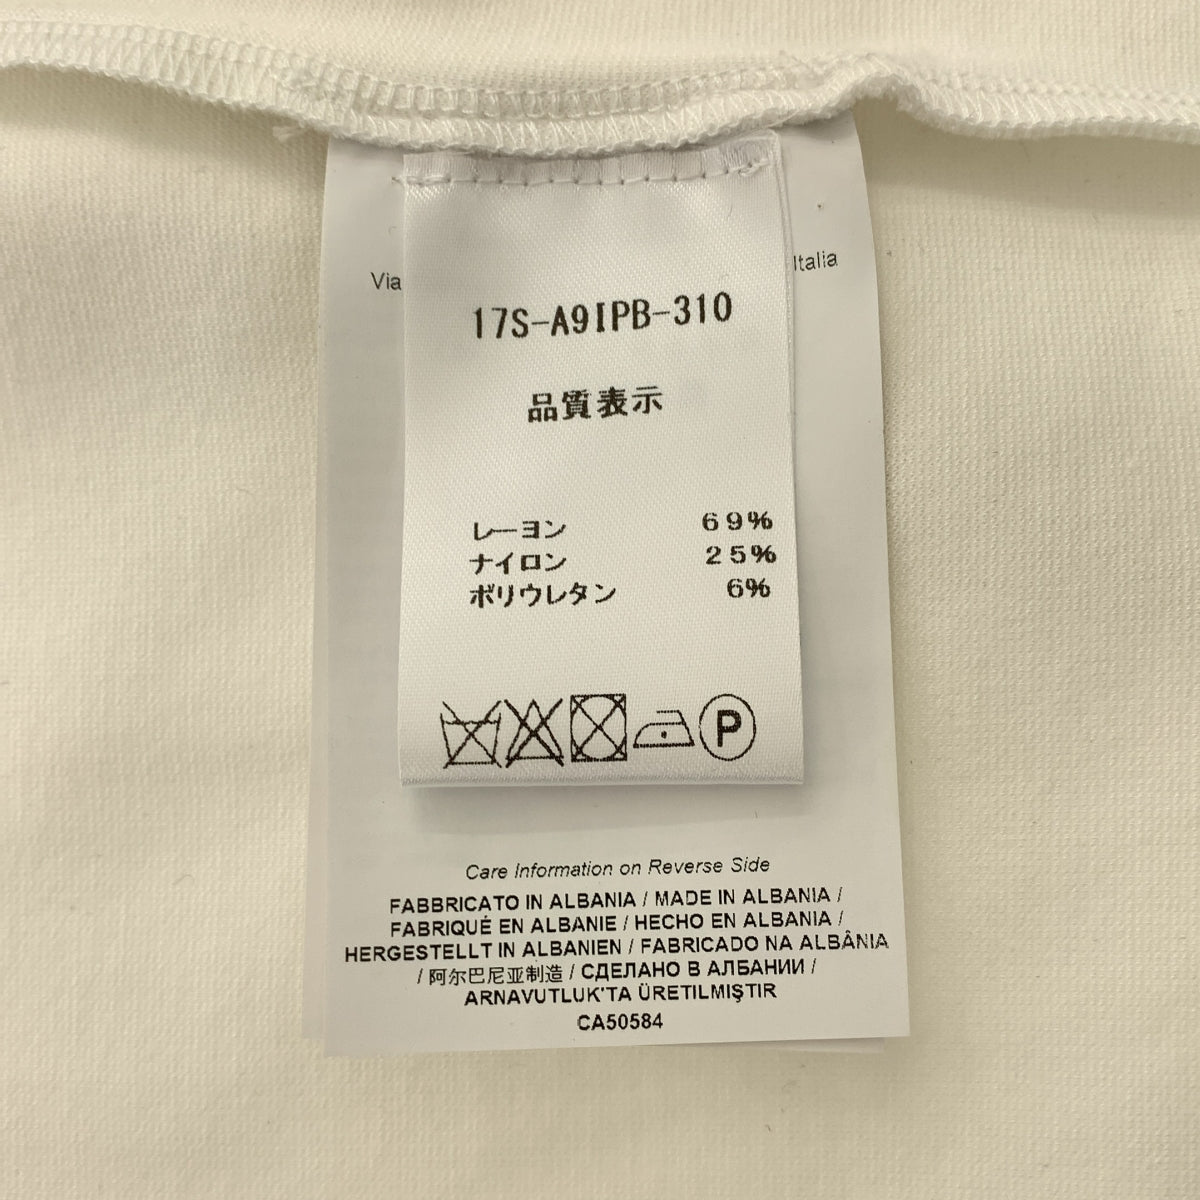 Via
Italia
17S-A9IPB-310
品質表示
レーヨン 69%
ナイロン 25%
ポリウレタン 6%
P
Care Information on Reverse Side
FABBRICATO IN ALBANIA / MADE IN ALBANIA /
FABRIQUÉ EN ALBANIE / HECHO EN ALBANIA /
HERGESTELLT IN ALBANIEN / FABRICADO NA ALBÂNIA
/ 阿尔巴尼亚制造 / СДЕЛАНО В АЛБАНИИ /
ARNAVUTLUK'TA ÜRETILMIŞTIR
CA50584